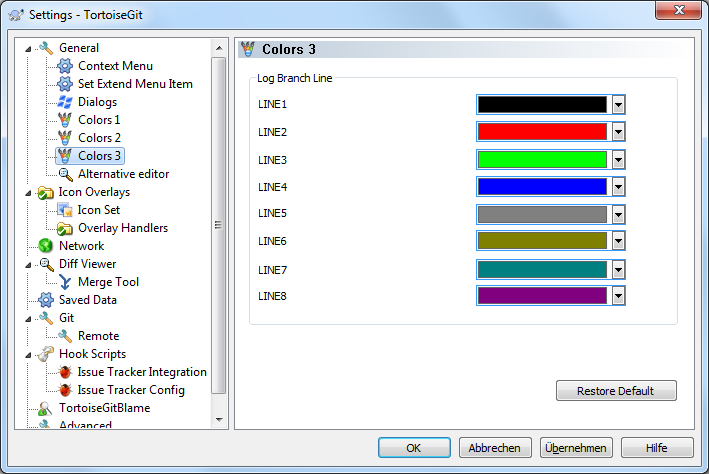 Settings - TortoiseGit
General
Context Menu
Set Extend Menu Item
Dialogs
Colors 1
Colors 2
Colors 3
Alternative editor
Icon Overlays
Icon Set
Overlay Handlers
Network
Diff Viewer
Merge Tool
Saved Data
Git
Remote
Hook Scripts
Issue Tracker Integration
Issue Tracker Config
TortoiseGitBlame
Advanced
Colors 3
Log Branch Line
LINE1
LINE2
LINE3
LINE4
LINE5
LINE6
LINE7
LINE8
Restore Default
OK
Abbrechen
Übernehmen
Hilfe